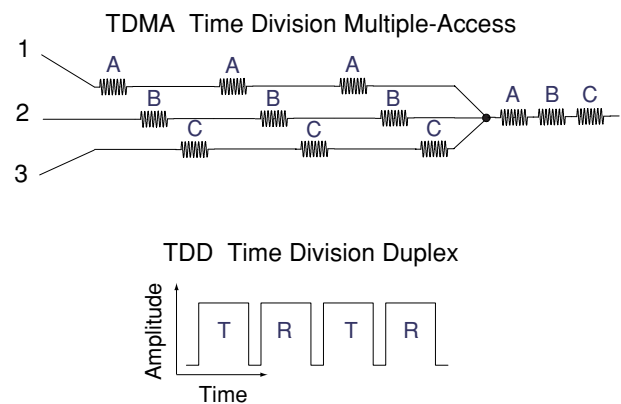 TDMA Time Division Multiple-Access
1
A A A
2
B B B
A B C
3
C C C
TDD Time Division Duplex
Amplitude
T R T R
Time